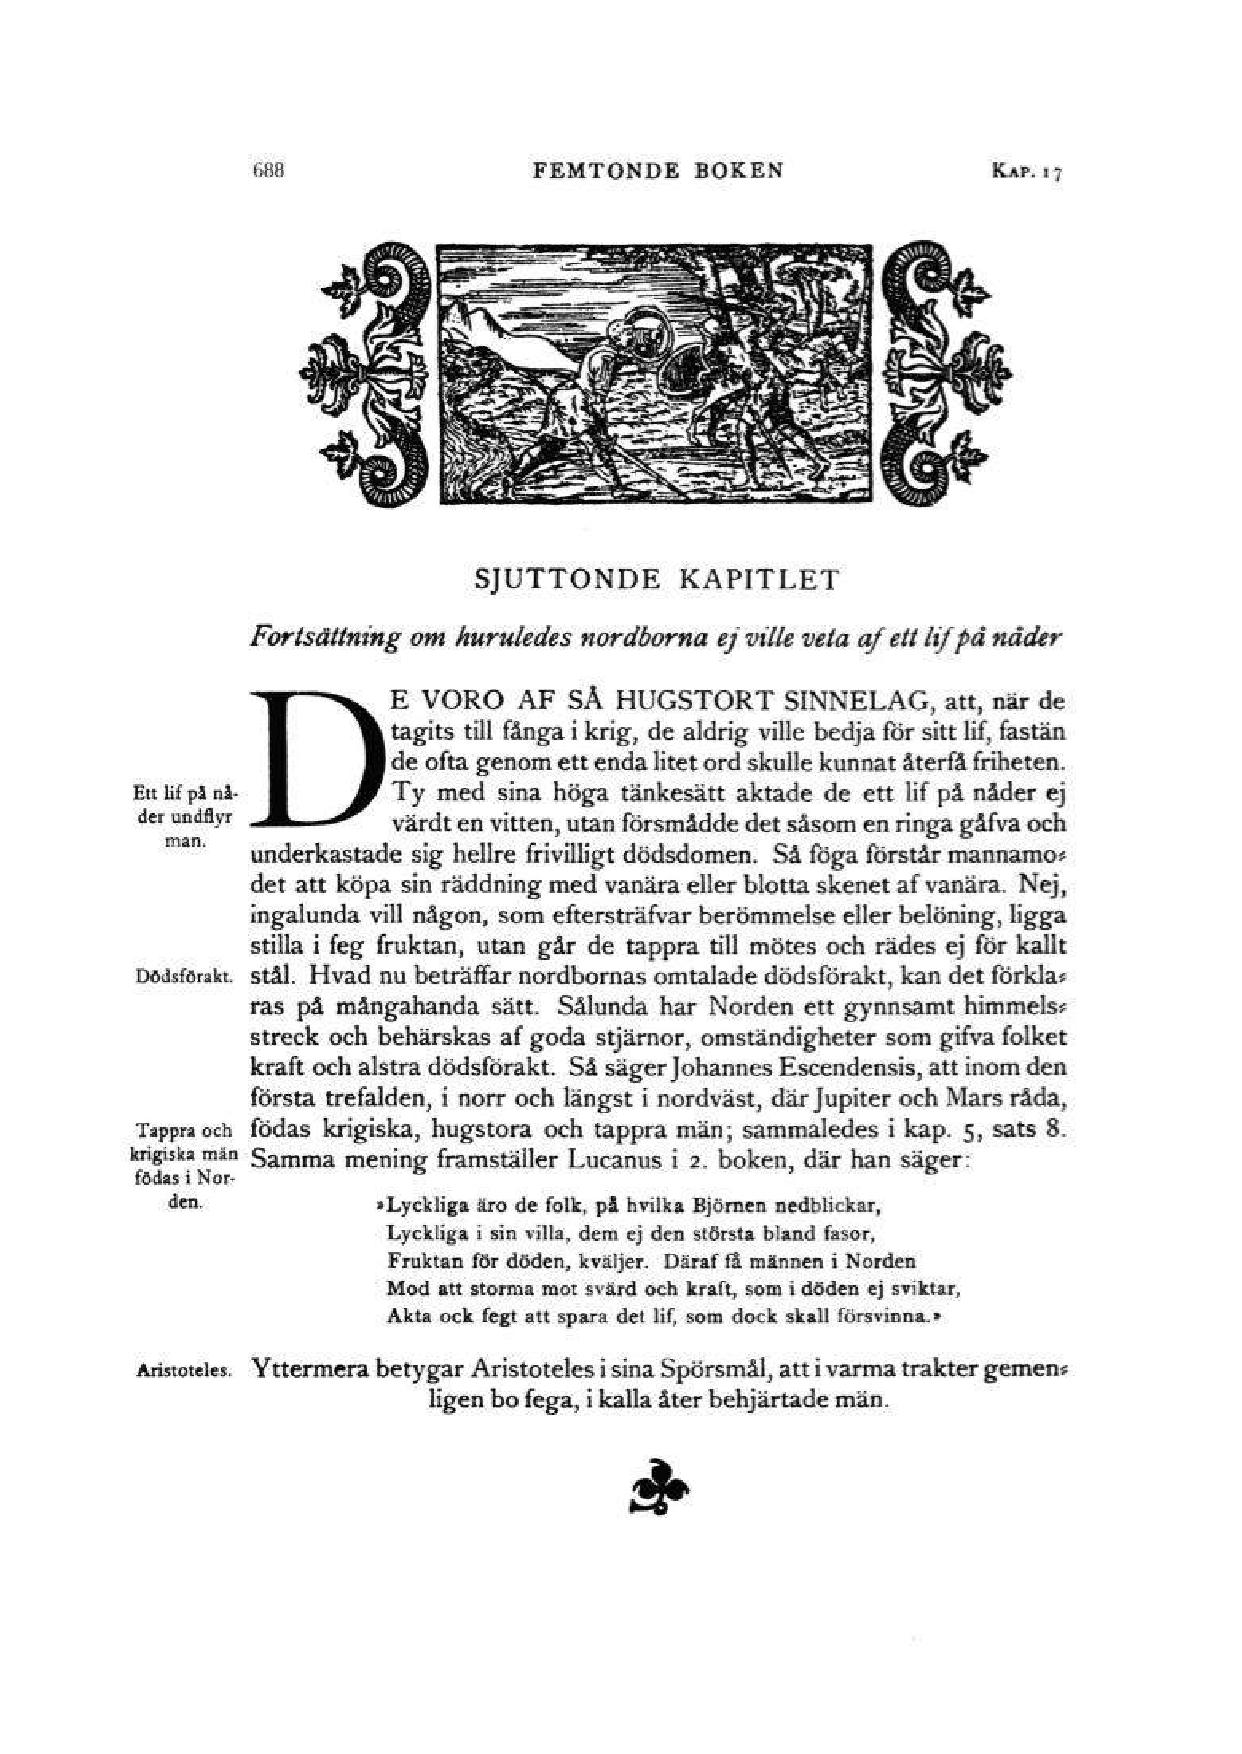 688 FEMTONDE BOKEN KAP. 17
SJUTTONDE KAPITLET
Fortsättning om huruledes nordborna ej ville veta af ett lif på nåder
DE VORO AF SÅ HUGSTORT SINNELAG, att, när de
tagits till fånga i krig, de aldrig ville bedja för sitt lif, fastän
de ofta genom ett enda litet ord skulle kunnat återfå friheten.
Ty med sina höga tänkesätt aktade de ett lif på nåder ej
värdt en vitten, utan försmådde det såsom en ringa gåfva och
underkastade sig hellre frivilligt dödsdomen. Så föga förstår mannamo-
det att köpa sin räddning med vanära eller blotta skenet af vanära. Nej,
ingalunda vill någon, som eftersträfvar berömmelse eller belöning, ligga
stilla i feg fruktan, utan går de tappra till mötes och rädes ej för kallt
stål. Hvad nu beträffar nordbornas omtalade dödsförakt, kan det förkla-
ras på mångahanda sätt. Sålunda har Norden ett gynnsamt himmels-
streck och behärskas af goda stjärnor, omständigheter som gifva folket
kraft och alstra dödsförakt. Så säger Johannes Escendensis, att inom den
första trefalden, i norr och längst i nordväst, där Jupiter och Mars råda,
födas krigiska, hugstora och tappra män; sammaledes i kap. 5, sats 8.
Samma mening framställer Lucanus i 2. boken, där han säger:
»Lyckliga äro de folk, på hvilka Björnen nedblickar,
Lyckliga i sin villa, dem ej den största bland fasor,
Fruktan för döden, kväljer. Däraf få männen i Norden
Mod att storma mot svärd och kraft, som i döden ej sviktar,
Akta ock fegt att spara det lif, som dock skall försvinna.»
Yttermera betygar Aristoteles i sina Spörsmål, att i varma trakter gemen-
ligen bo fega, i kalla åter behjärtade män.
Ett lif på nå-
der undflyr
man.
Dödsförakt.
Tappra och
krigiska män
födas i Nor-
den.
Aristoteles.